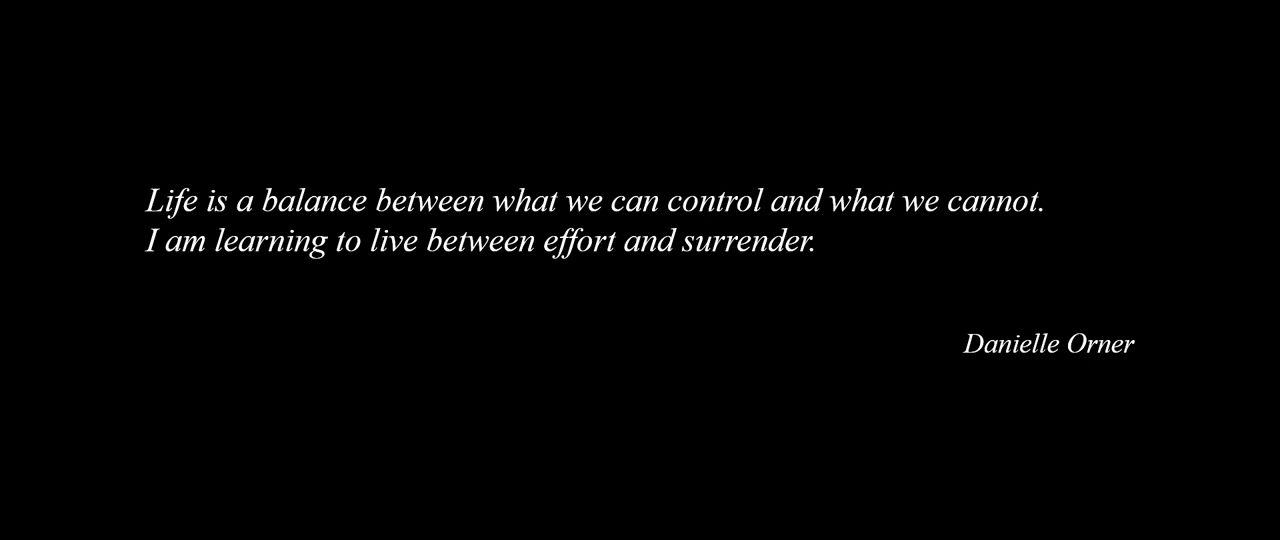 Life is a balance between what we can control and what we cannot.
I am learning to live between effort and surrender.
Danielle Orner